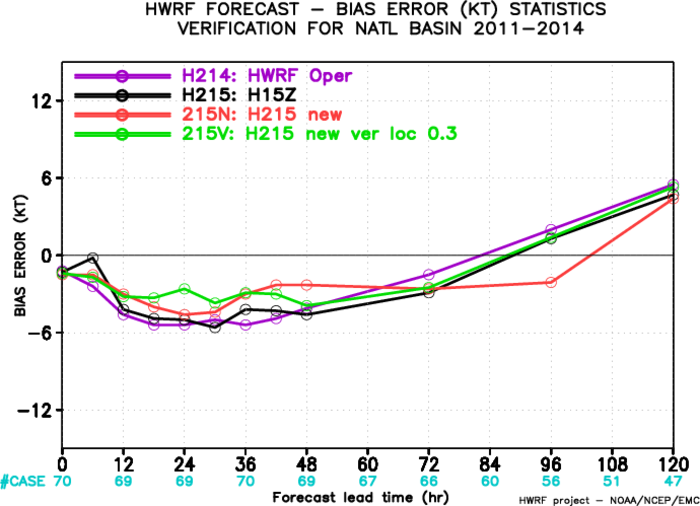 HWRF FORECAST – BIAS ERROR (KT) STATISTICS
VERIFICATION FOR NATL BASIN 2011–2014
H214: HWRF Oper
H215: H15Z
215N: H215 new
215V: H215 new ver loc 0.3
BIAS ERROR (KT)
12
6
0
–6
–12
0 12 24 36 48 60 72 84 96 108 120
#CASE 70 69 69 70 69 67 66 60 56 51 47
Forecast lead time (hr)
HWRF project – NOAA/NCEP/EMC